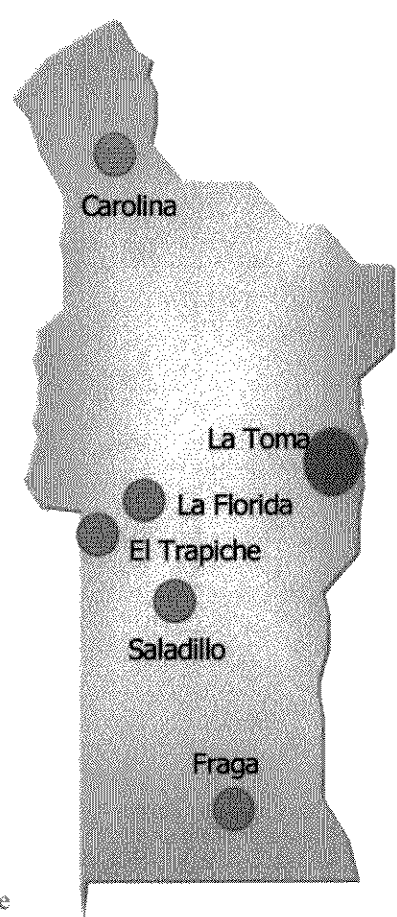 Carolina
La Toma
La Florida
El Trapiche
Saladillo
Fraga
e